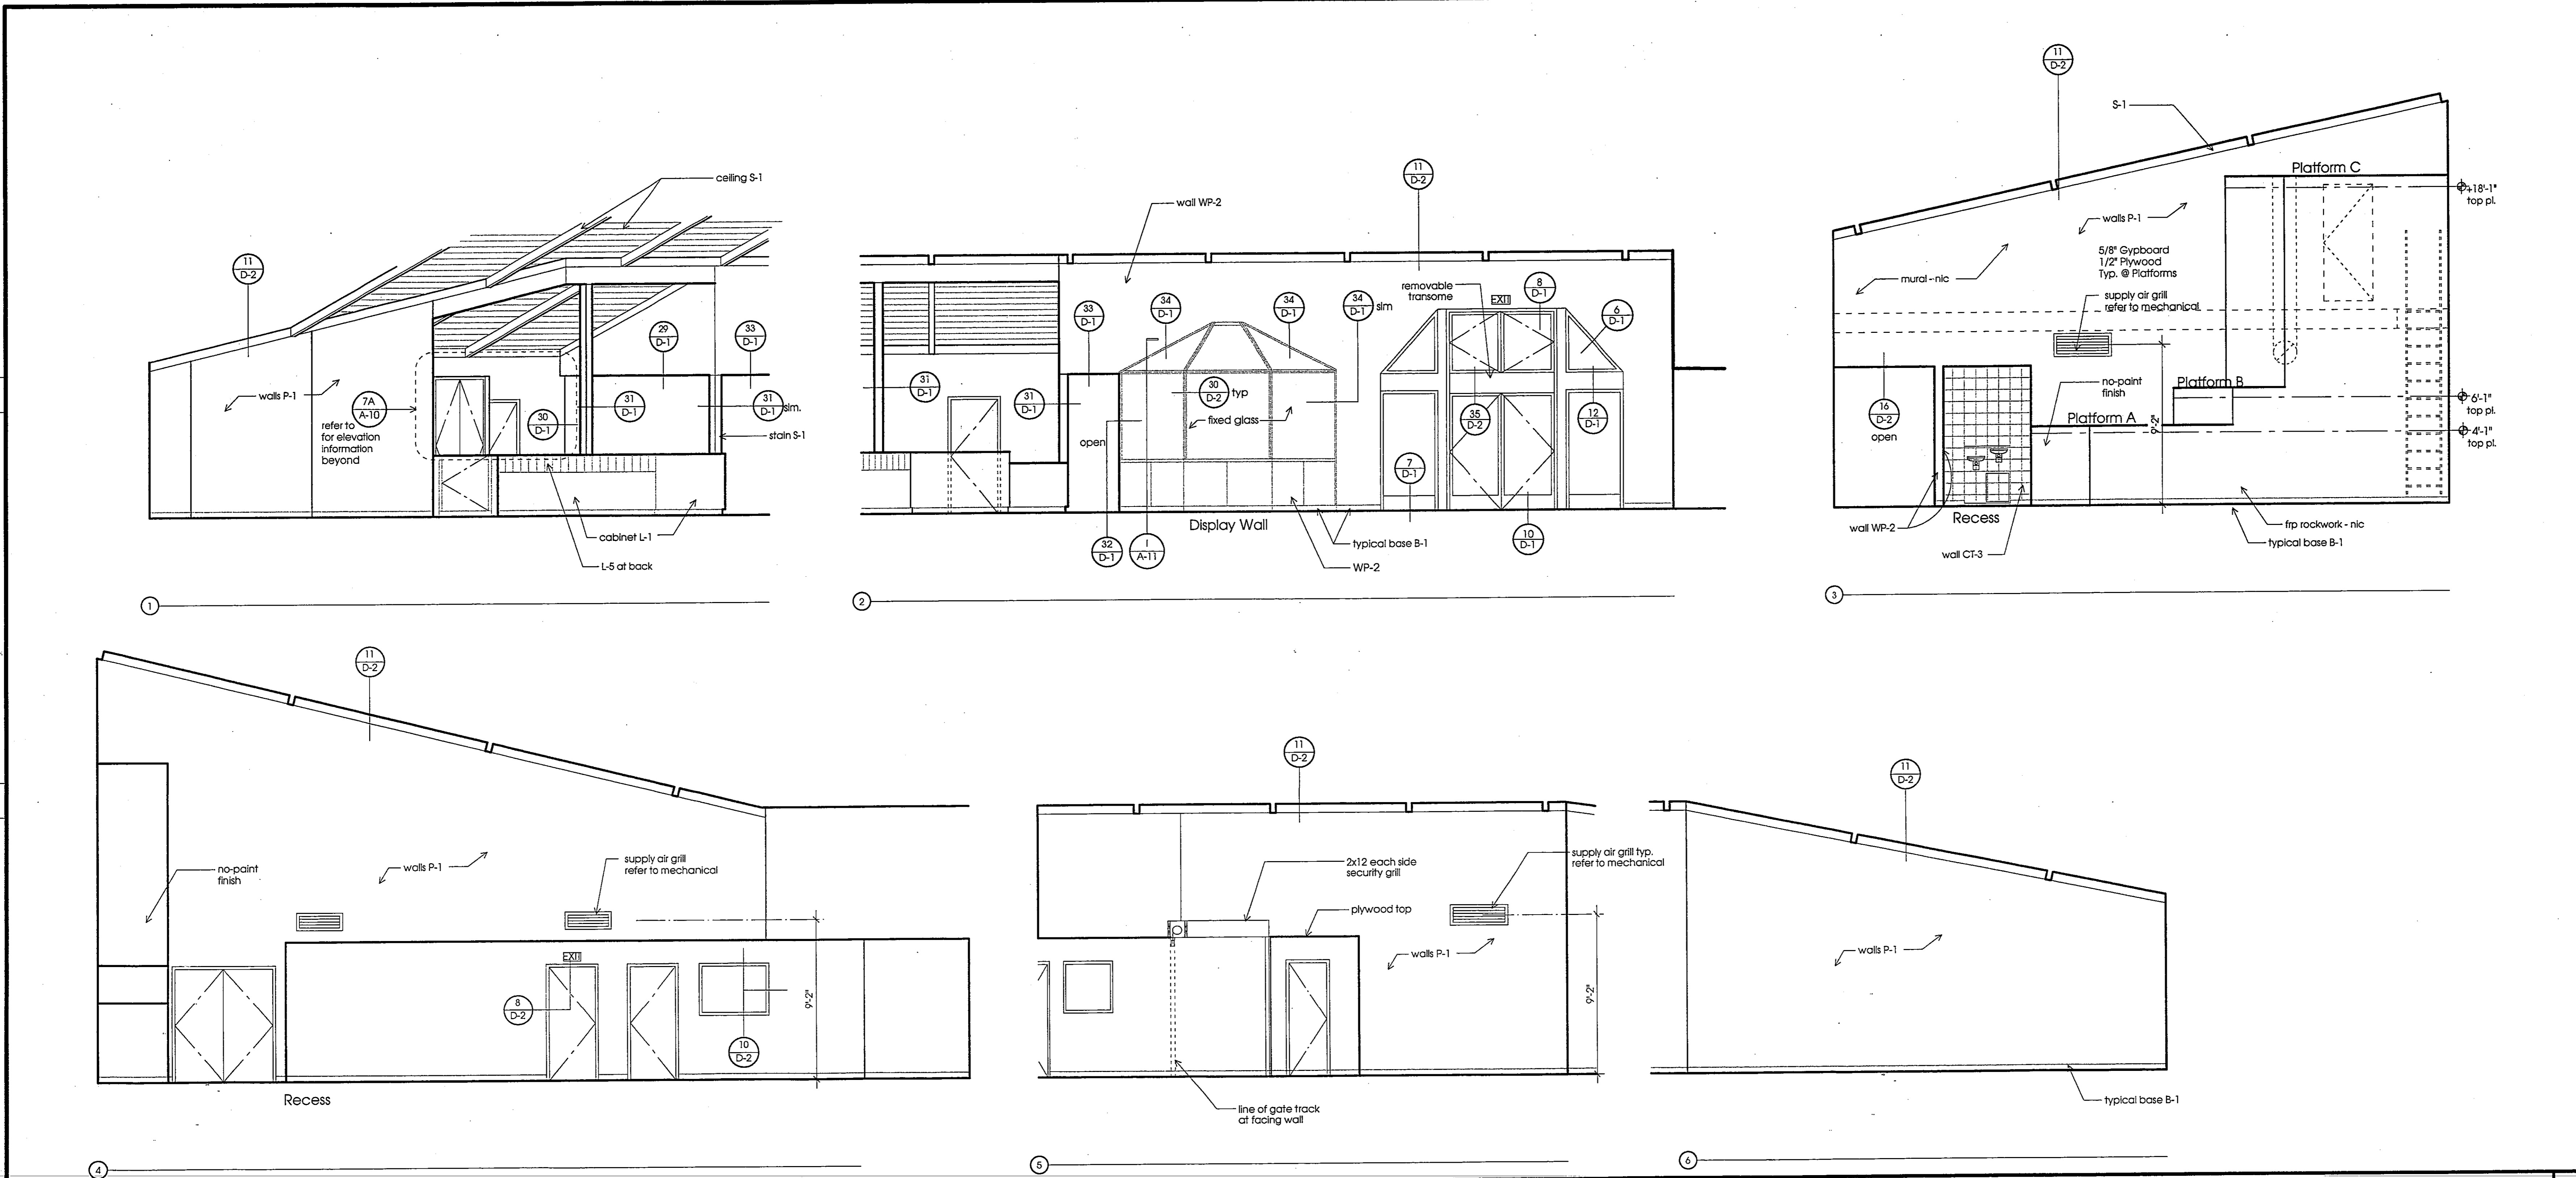 ceiling S-1
11
D-2
walls P-1
7A
A-10
refer to
for elevation
information
beyond
29
D-1
33
D-1
31
D-1
31
D-1
sim.
30
D-1
stain S-1
cabinet L-1
L-5 at back
1
wall WP-2
11
D-2
removable
transome
EXIT
8
D-1
6
D-1
33
D-1
34
D-1
34
D-1
34
D-1
sim
31
D-1
31
D-1
30
D-2
typ
fixed glass
open
35
D-2
12
D-1
7
D-1
Display Wall
32
D-1
1
A-11
typical base B-1
WP-2
10
D-1
2
11
D-2
S-1
Platform C
+18'-1"
top pl.
walls P-1
5/8" Gypboard
1/2" Plywood
Typ. @ Platforms
mural - nic
supply air grill
refer to mechanical
no-paint
finish
Platform B
6'-1"
top pl.
16
D-2
open
Platform A
9'-2"
4'-1"
top pl.
wall WP-2
Recess
wall CT-3
frp rockwork - nic
typical base B-1
3
11
D-2
no-paint
finish
walls P-1
supply air grill
refer to mechanical
EXIT
8
D-2
10
D-2
9'-2"
Recess
4
11
D-2
2x12 each side
security grill
supply air grill typ.
refer to mechanical
plywood top
walls P-1
9'-2"
line of gate track
at facing wall
5
11
D-2
walls P-1
typical base B-1
6